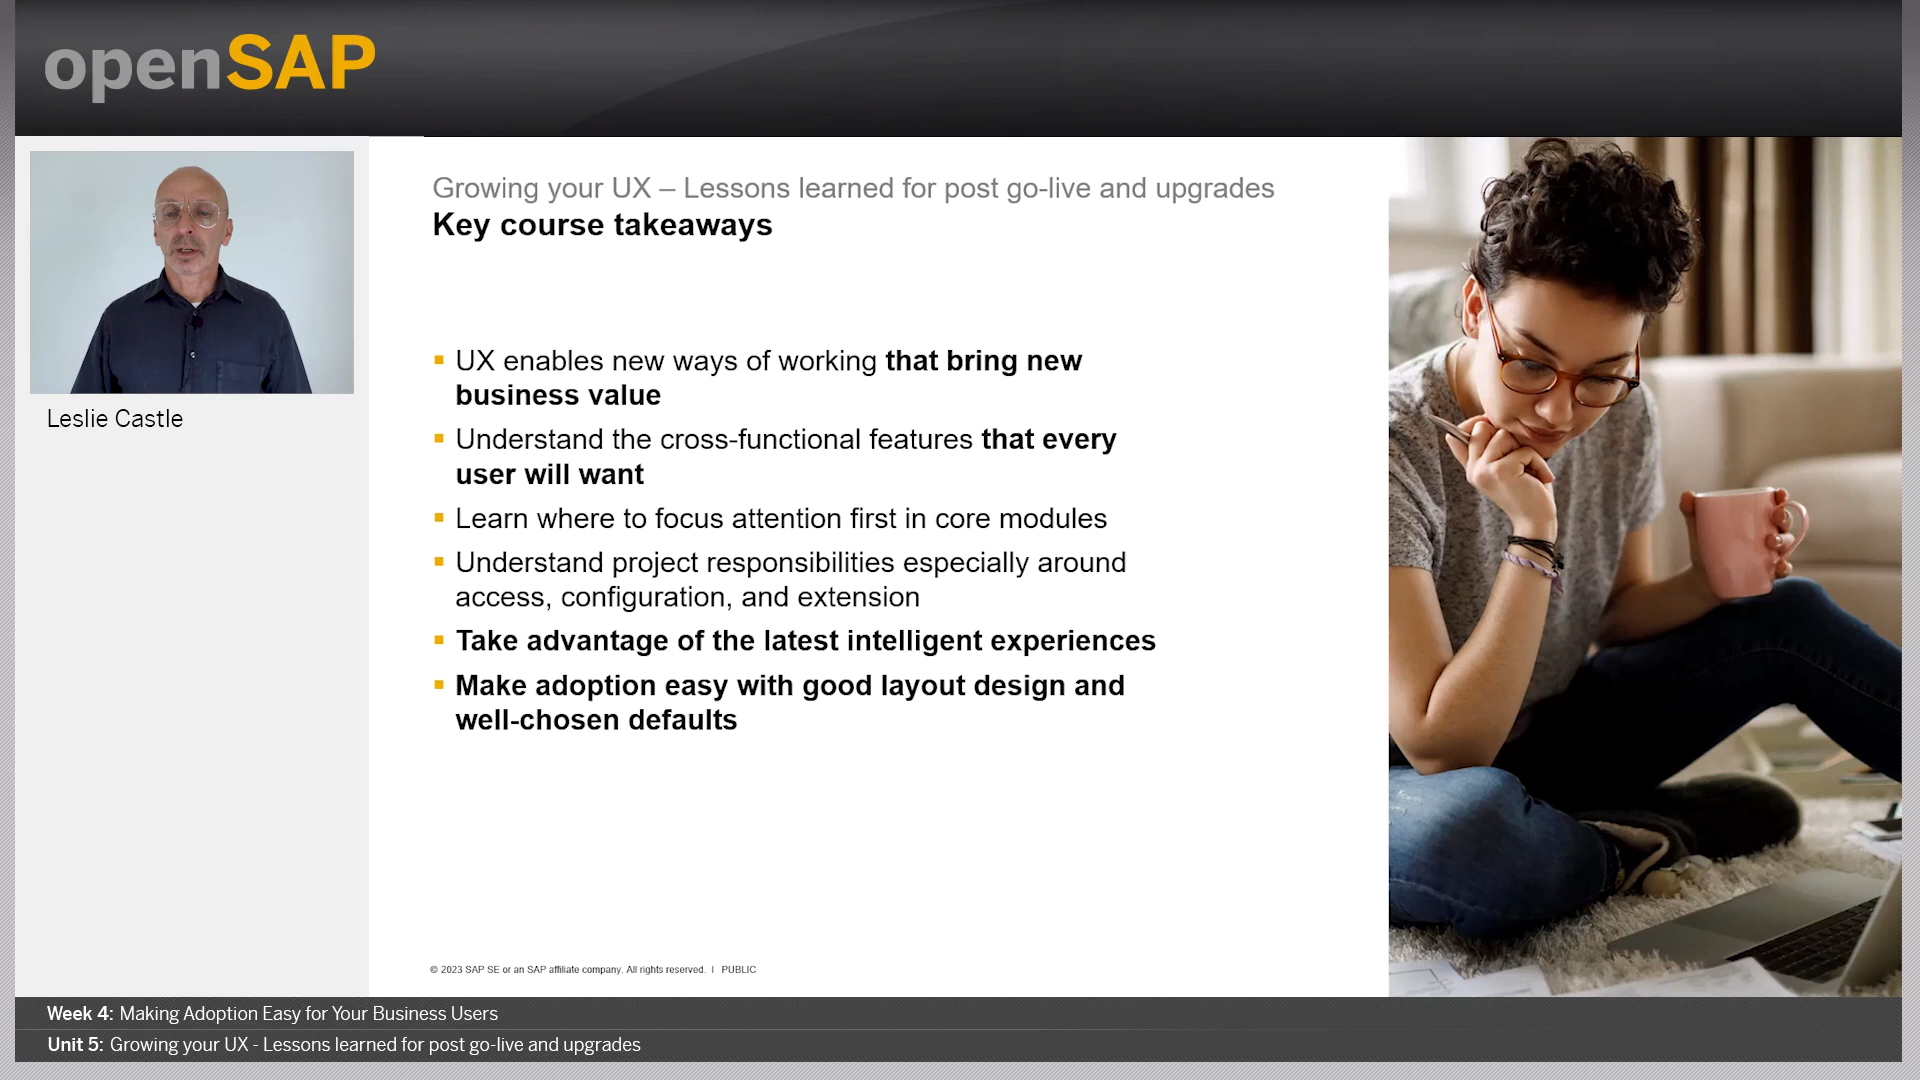 openSAP
Leslie Castle
Growing your UX – Lessons learned for post go-live and upgrades
Key course takeaways
UX enables new ways of working that bring new
business value
Understand the cross-functional features that every
user will want
Learn where to focus attention first in core modules
Understand project responsibilities especially around
access, configuration, and extension
Take advantage of the latest intelligent experiences
Make adoption easy with good layout design and
well-chosen defaults
© 2023 SAP SE or an SAP affiliate company. All rights reserved. I PUBLIC
Week 4: Making Adoption Easy for Your Business Users
Unit 5: Growing your UX - Lessons learned for post go-live and upgrades